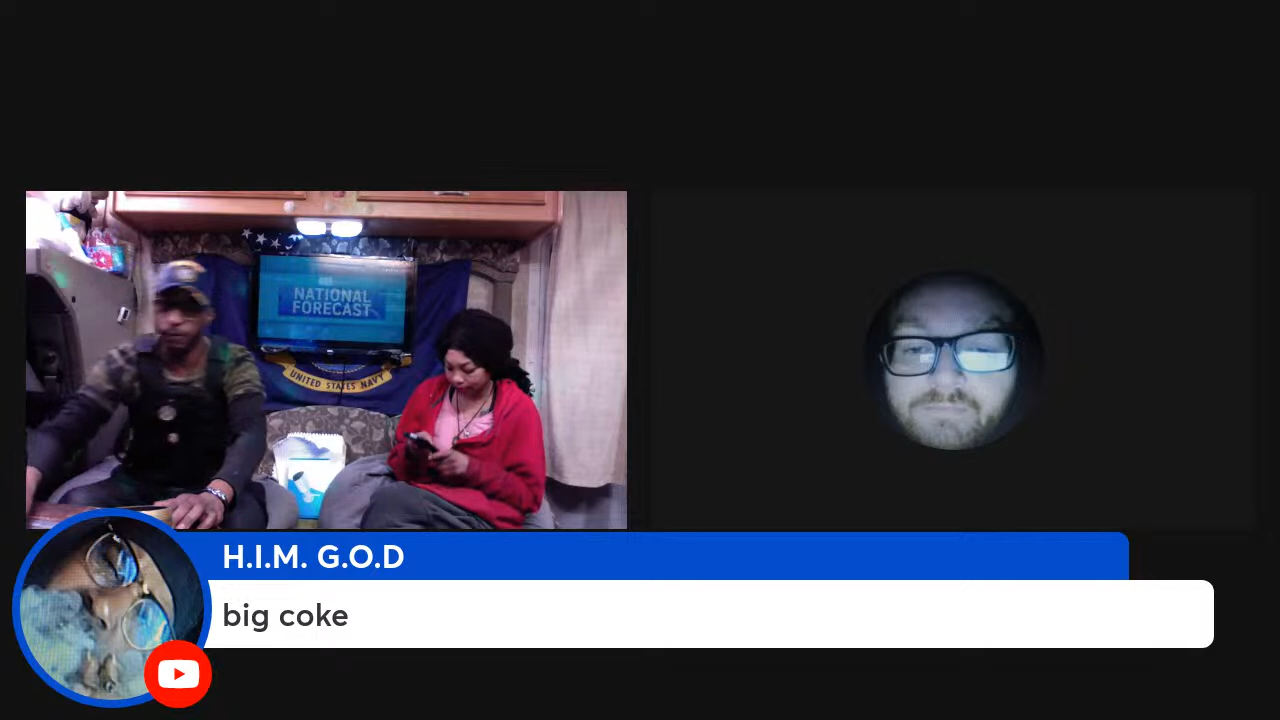 NATIONAL
FORECAST
UNITED STATES NAVY
H.I.M. G.O.D
big coke